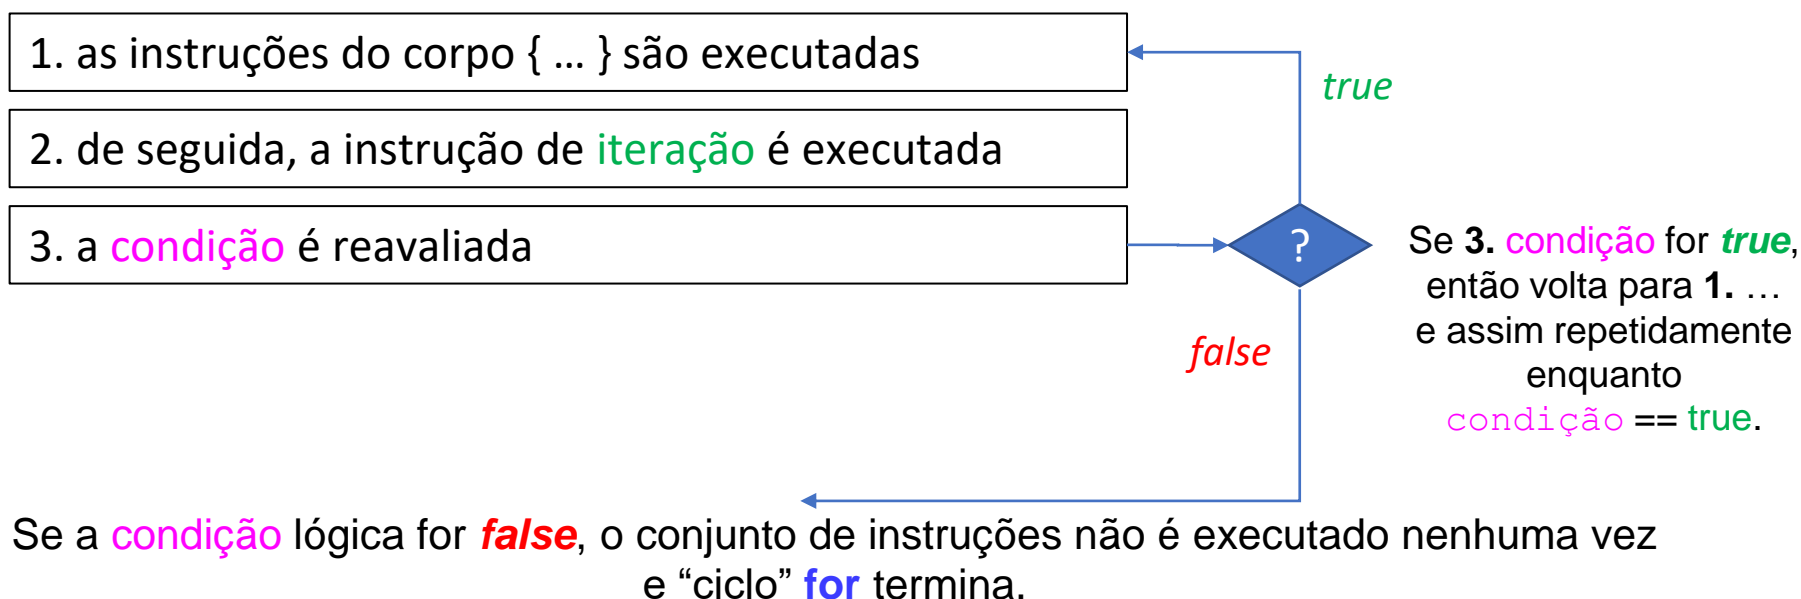 1. as instruções do corpo { … } são executadas
true
2. de seguida, a instrução de iteração é executada
3. a condição é reavaliada
?
Se 3. condição for true,
então volta para 1. …
e assim repetidamente
enquanto
condição == true.
false
Se a condição lógica for false, o conjunto de instruções não é executado nenhuma vez
e “ciclo” for termina.